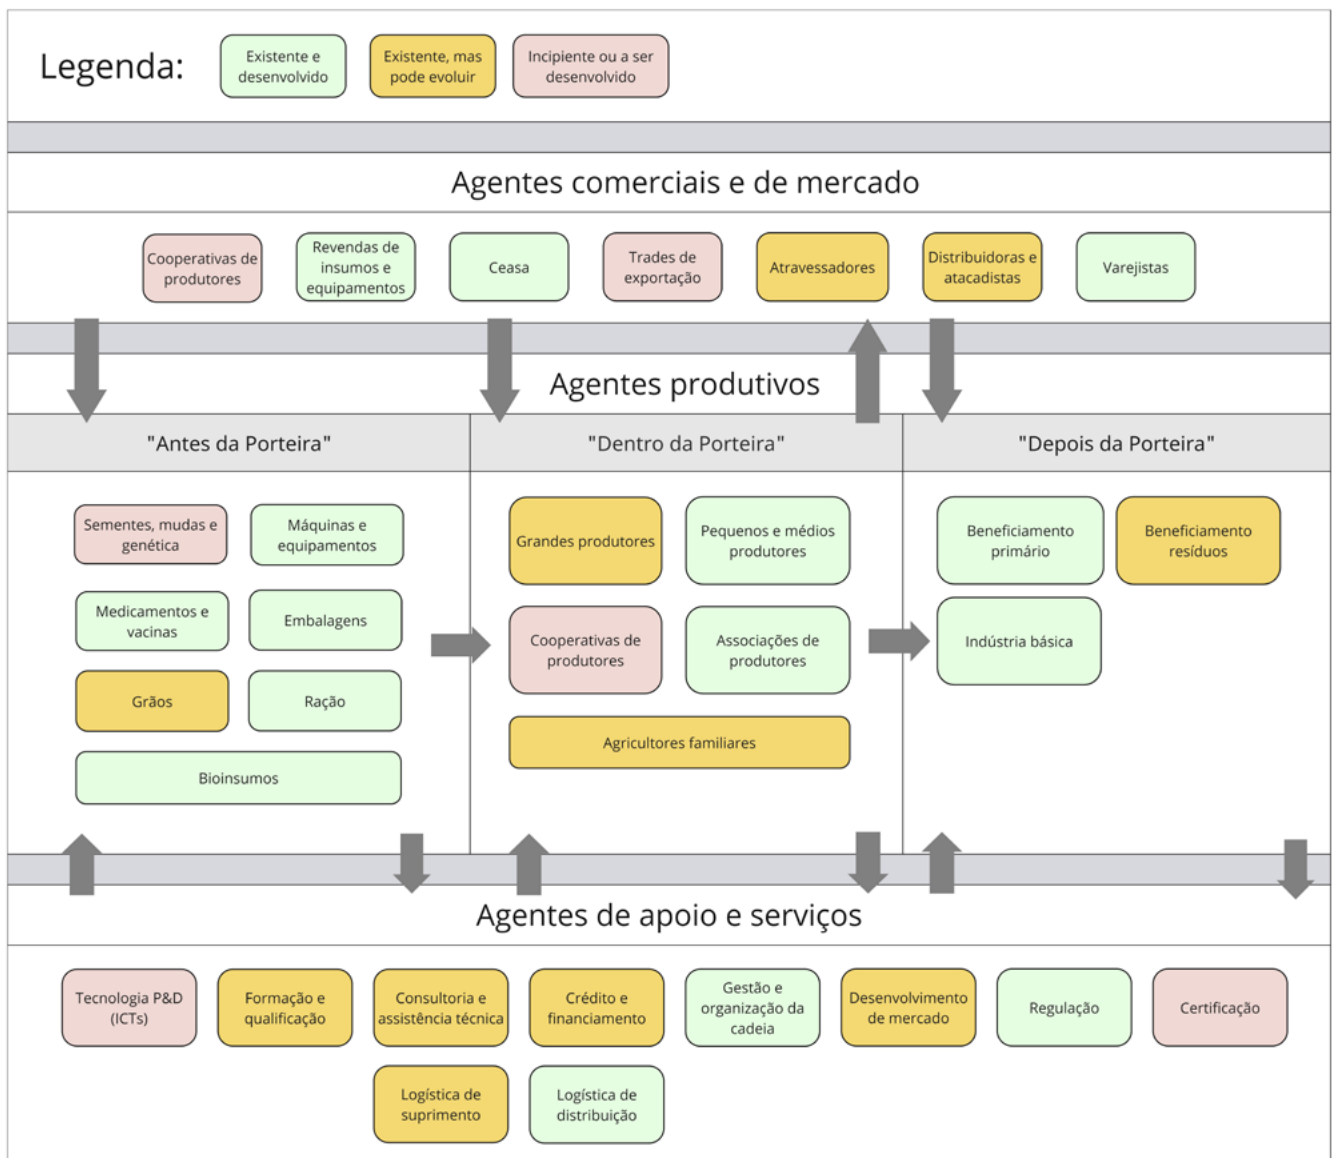 Legenda:
Existente e
desenvolvido
Existente, mas
pode evoluir
Incipiente ou a ser
desenvolvido
Agentes comerciais e de mercado
Cooperativas de
produtores
Revendas de
insumos e
equipamentos
Ceasa
Trades de
exportação
Atravessadores
Distribuidoras e
atacadistas
Varejistas
Agentes produtivos
"Antes da Porteira"
"Dentro da Porteira"
"Depois da Porteira"
Sementes, mudas e
genética
Máquinas e
equipamentos
Medicamentos e
vacinas
Embalagens
Grãos
Ração
Bioinsumos
Grandes produtores
Pequenos e médios
produtores
Cooperativas de
produtores
Associações de
produtores
Agricultores familiares
Beneficiamento
primário
Beneficiamento
resíduos
Indústria básica
Agentes de apoio e serviços
Tecnologia P&D
(ICTs)
Formação e
qualificação
Consultoria e
assistência técnica
Crédito e
financiamento
Gestão e
organização da
cadeia
Desenvolvimento
de mercado
Regulação
Certificação
Logística de
suprimento
Logística de
distribuição